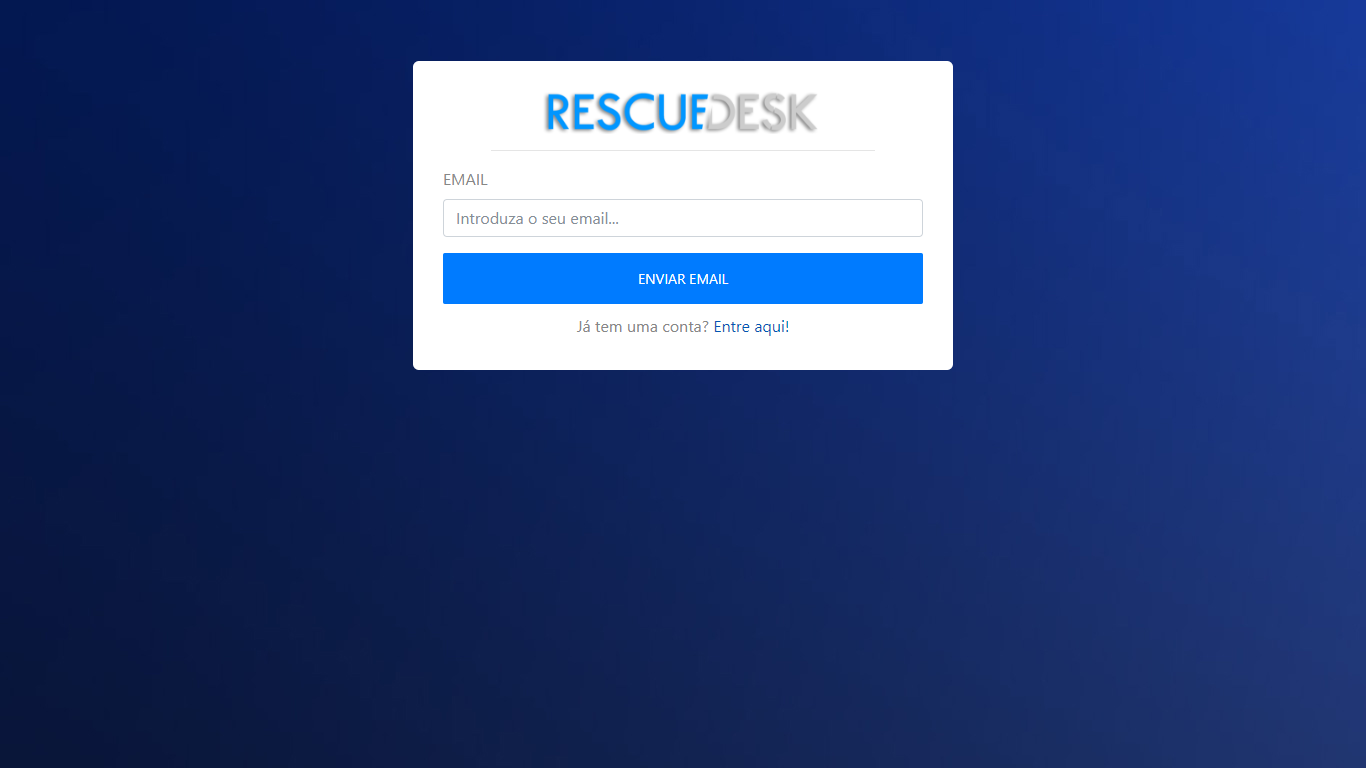 RESCUEDESK
EMAIL
Introduza o seu email...
ENVIAR EMAIL
Já tem uma conta? Entre aqui!